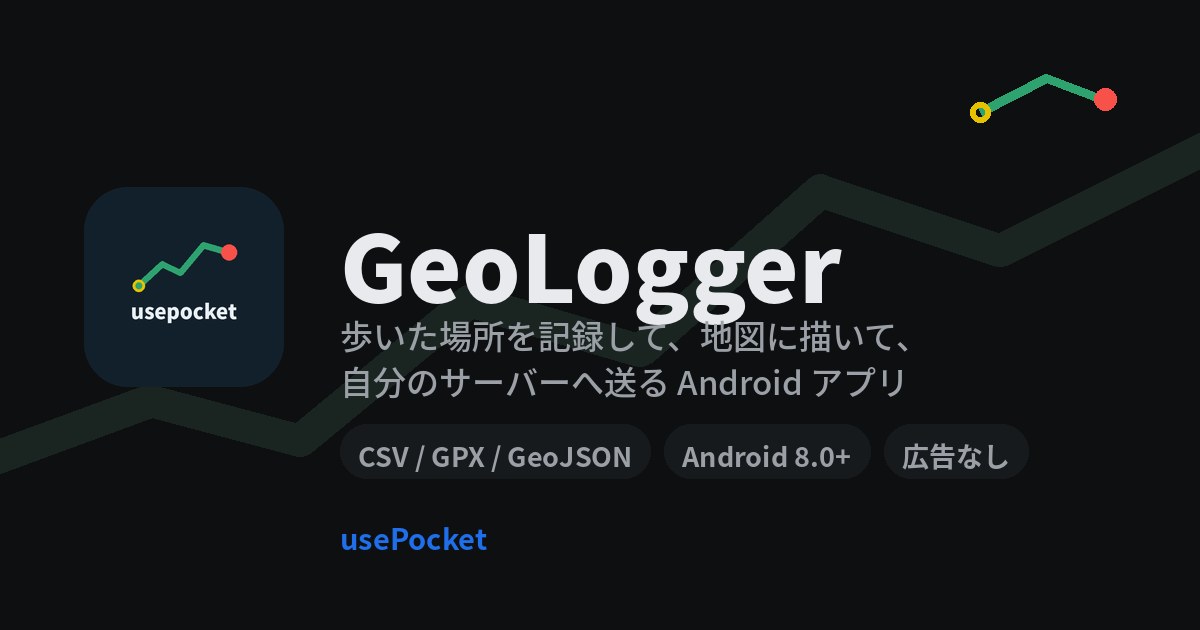 usepocket
GeoLogger
歩いた場所を記録して、地図に描いて、
自分のサーバーへ送る Android アプリ
CSV / GPX / GeoJSON
Android 8.0+
広告なし
usePocket